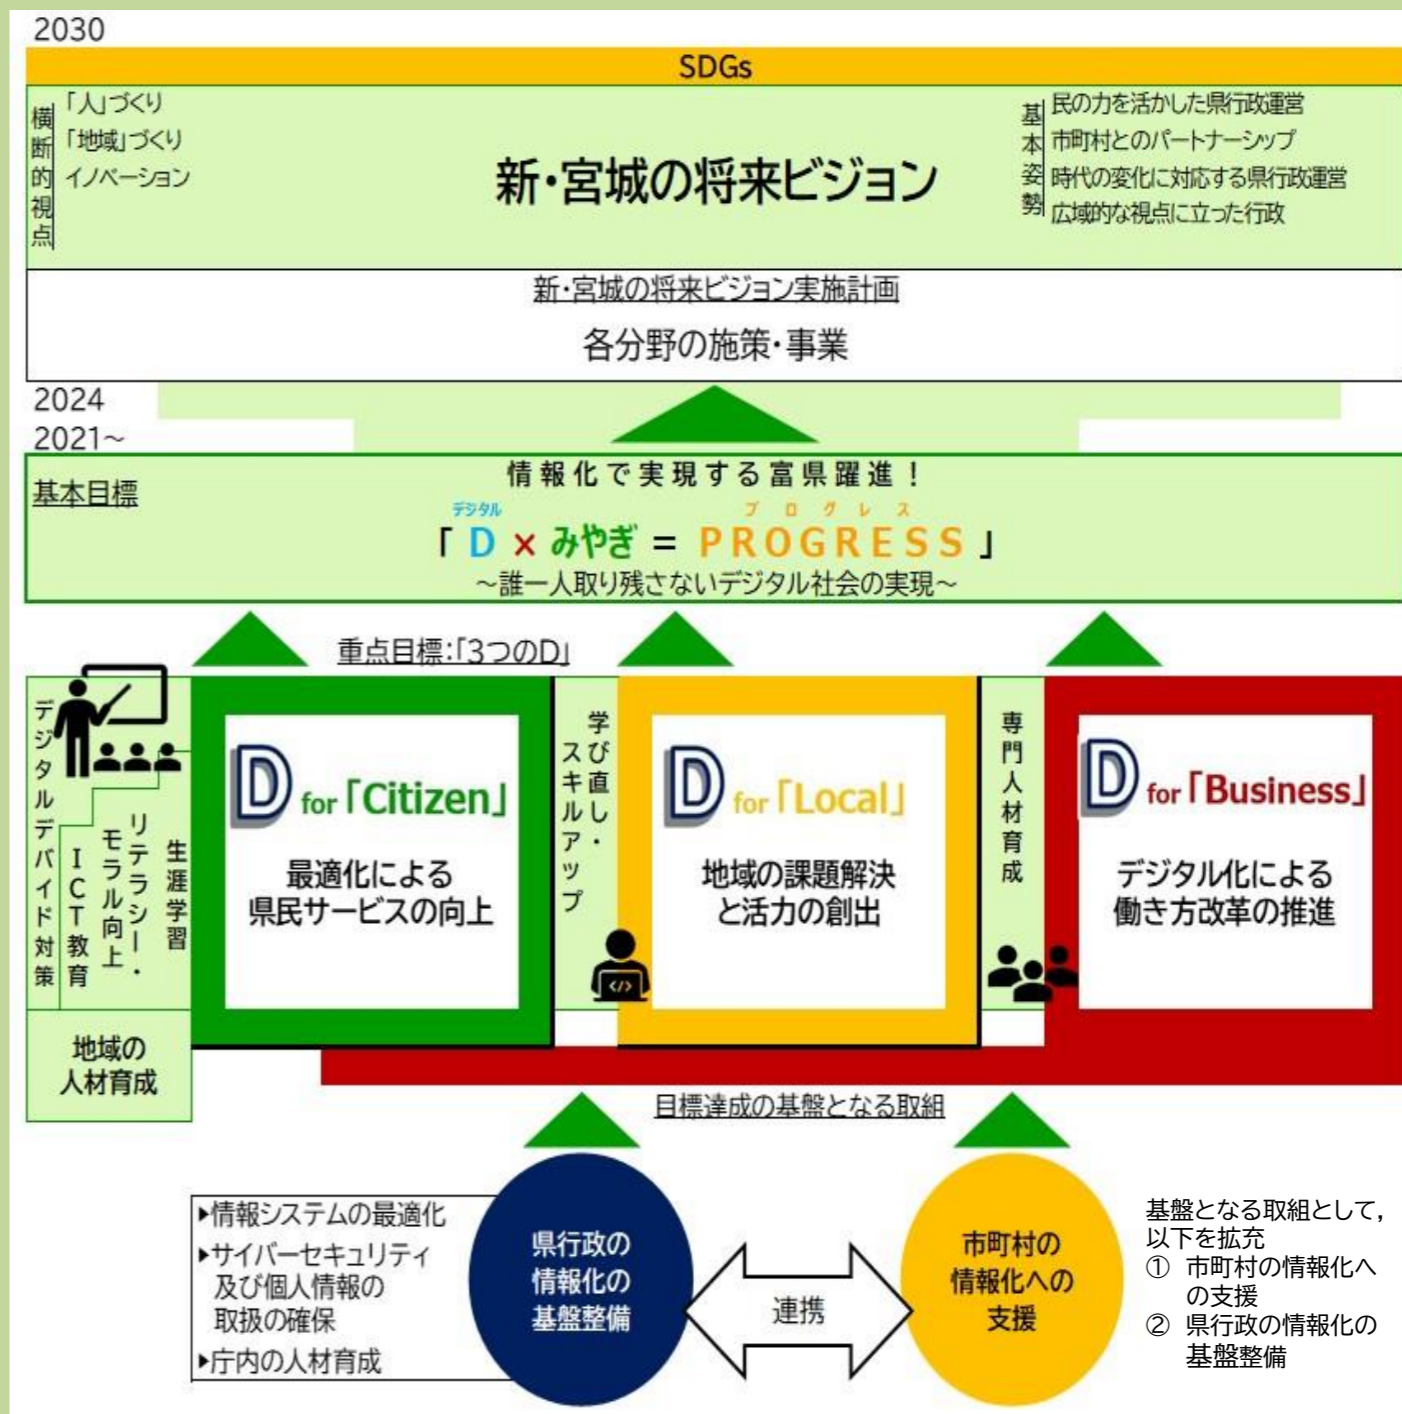 2030
SDGs
横断的視点
「人」づくり
「地域」づくり
イノベーション
新・宮城の将来ビジョン
基本姿勢
民の力を活かした県行政運営
市町村とのパートナーシップ
時代の変化に対応する県行政運営
広域的な視点に立った行政
新・宮城の将来ビジョン実施計画
各分野の施策・事業
2024
2021~
基本目標
情報化で実現する富県躍進!
デジタル
プログレス
「D×みやぎ=PROGRESS」
~誰一人取り残さないデジタル社会の実現~
重点目標:「3つのD」
デジタルデバイド対策
ICT教育
リテラシー・
モラル向上
生涯学習
地域の
人材育成
D for「Citizen」
最適化による
県民サービスの向上
学び直し・
スキルアップ
D for「Local」
地域の課題解決
と活力の創出
専門人材育成
D for「Business」
デジタル化による
働き方改革の推進
</>
目標達成の基盤となる取組
▶情報システムの最適化
▶サイバーセキュリティ
及び個人情報の
取扱の確保
▶庁内の人材育成
県行政の
情報化の
基盤整備
連携
市町村の
情報化への
支援
基盤となる取組として,
以下を拡充
① 市町村の情報化へ
の支援
② 県行政の情報化の
基盤整備